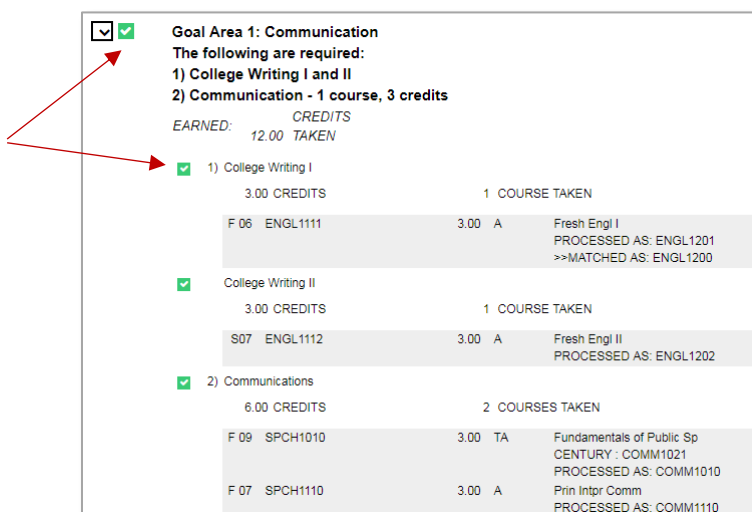 Goal Area 1: Communication
The following are required:
1) College Writing I and II
2) Communication - 1 course, 3 credits
EARNED: 12.00 CREDITS TAKEN
1) College Writing I
3.00 CREDITS 1 COURSE TAKEN
F 06 ENGL1111 3.00 A Fresh Engl I
PROCESSED AS: ENGL1201
>>MATCHED AS: ENGL1200
College Writing II
3.00 CREDITS 1 COURSE TAKEN
S07 ENGL1112 3.00 A Fresh Engl II
PROCESSED AS: ENGL1202
2) Communications
6.00 CREDITS 2 COURSES TAKEN
F 09 SPCH1010 3.00 TA Fundamentals of Public Sp
CENTURY : COMM1021
PROCESSED AS: COMM1010
F 07 SPCH1110 3.00 A Prin Intpr Comm
PROCESSED AS: COMM1110